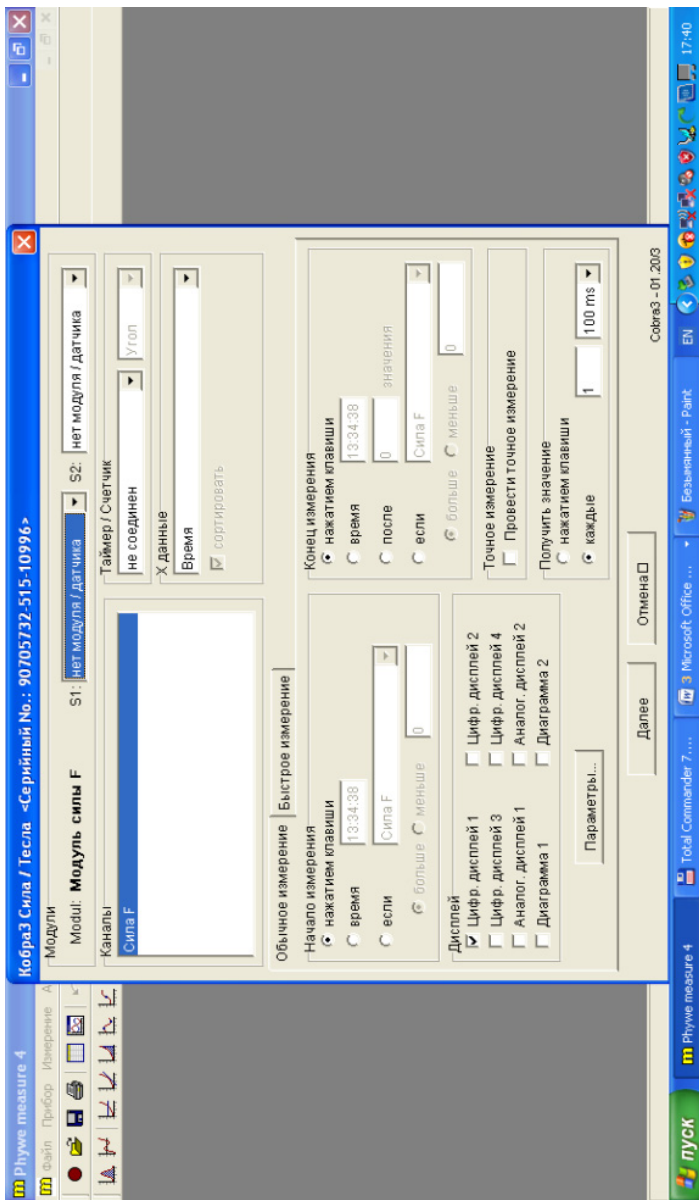 Phywe measure 4
Файл Прибор Измерение А
Кобра3 Сила / Тесла <Серийный No.: 90705732-515-10996>
Модули
Modul: Модуль силы F S1: нет модуля / датчика S2: нет модуля / датчика
Каналы
Сила F
Таймер / Счетчик
не соединен Угол
X данные
Время
сортировать
Обычное измерение Быстрое измерение
Начало измерения
нажатием клавиши
время 13:34:38
если Сила F
больше меньше 0
Конец измерения
нажатием клавиши
время 13:34:38
после 0 значения
если Сила F
больше меньше 0
Дисплей
Цифр. дисплей 1 Цифр. дисплей 2
Цифр. дисплей 3 Цифр. дисплей 4
Аналог. дисплей 1 Аналог. дисплей 2
Диаграмма 1 Диаграмма 2
Точное измерение
Провести точное измерение
Получить значение
нажатием клавиши
каждые 1 100 ms
Параметры...
Далее Отмена
Cobra3 - 01.20/3
пуск Phywe measure 4 Total Commander 7.... 3 Microsoft Office ... Безымянный - Paint EN 17:40